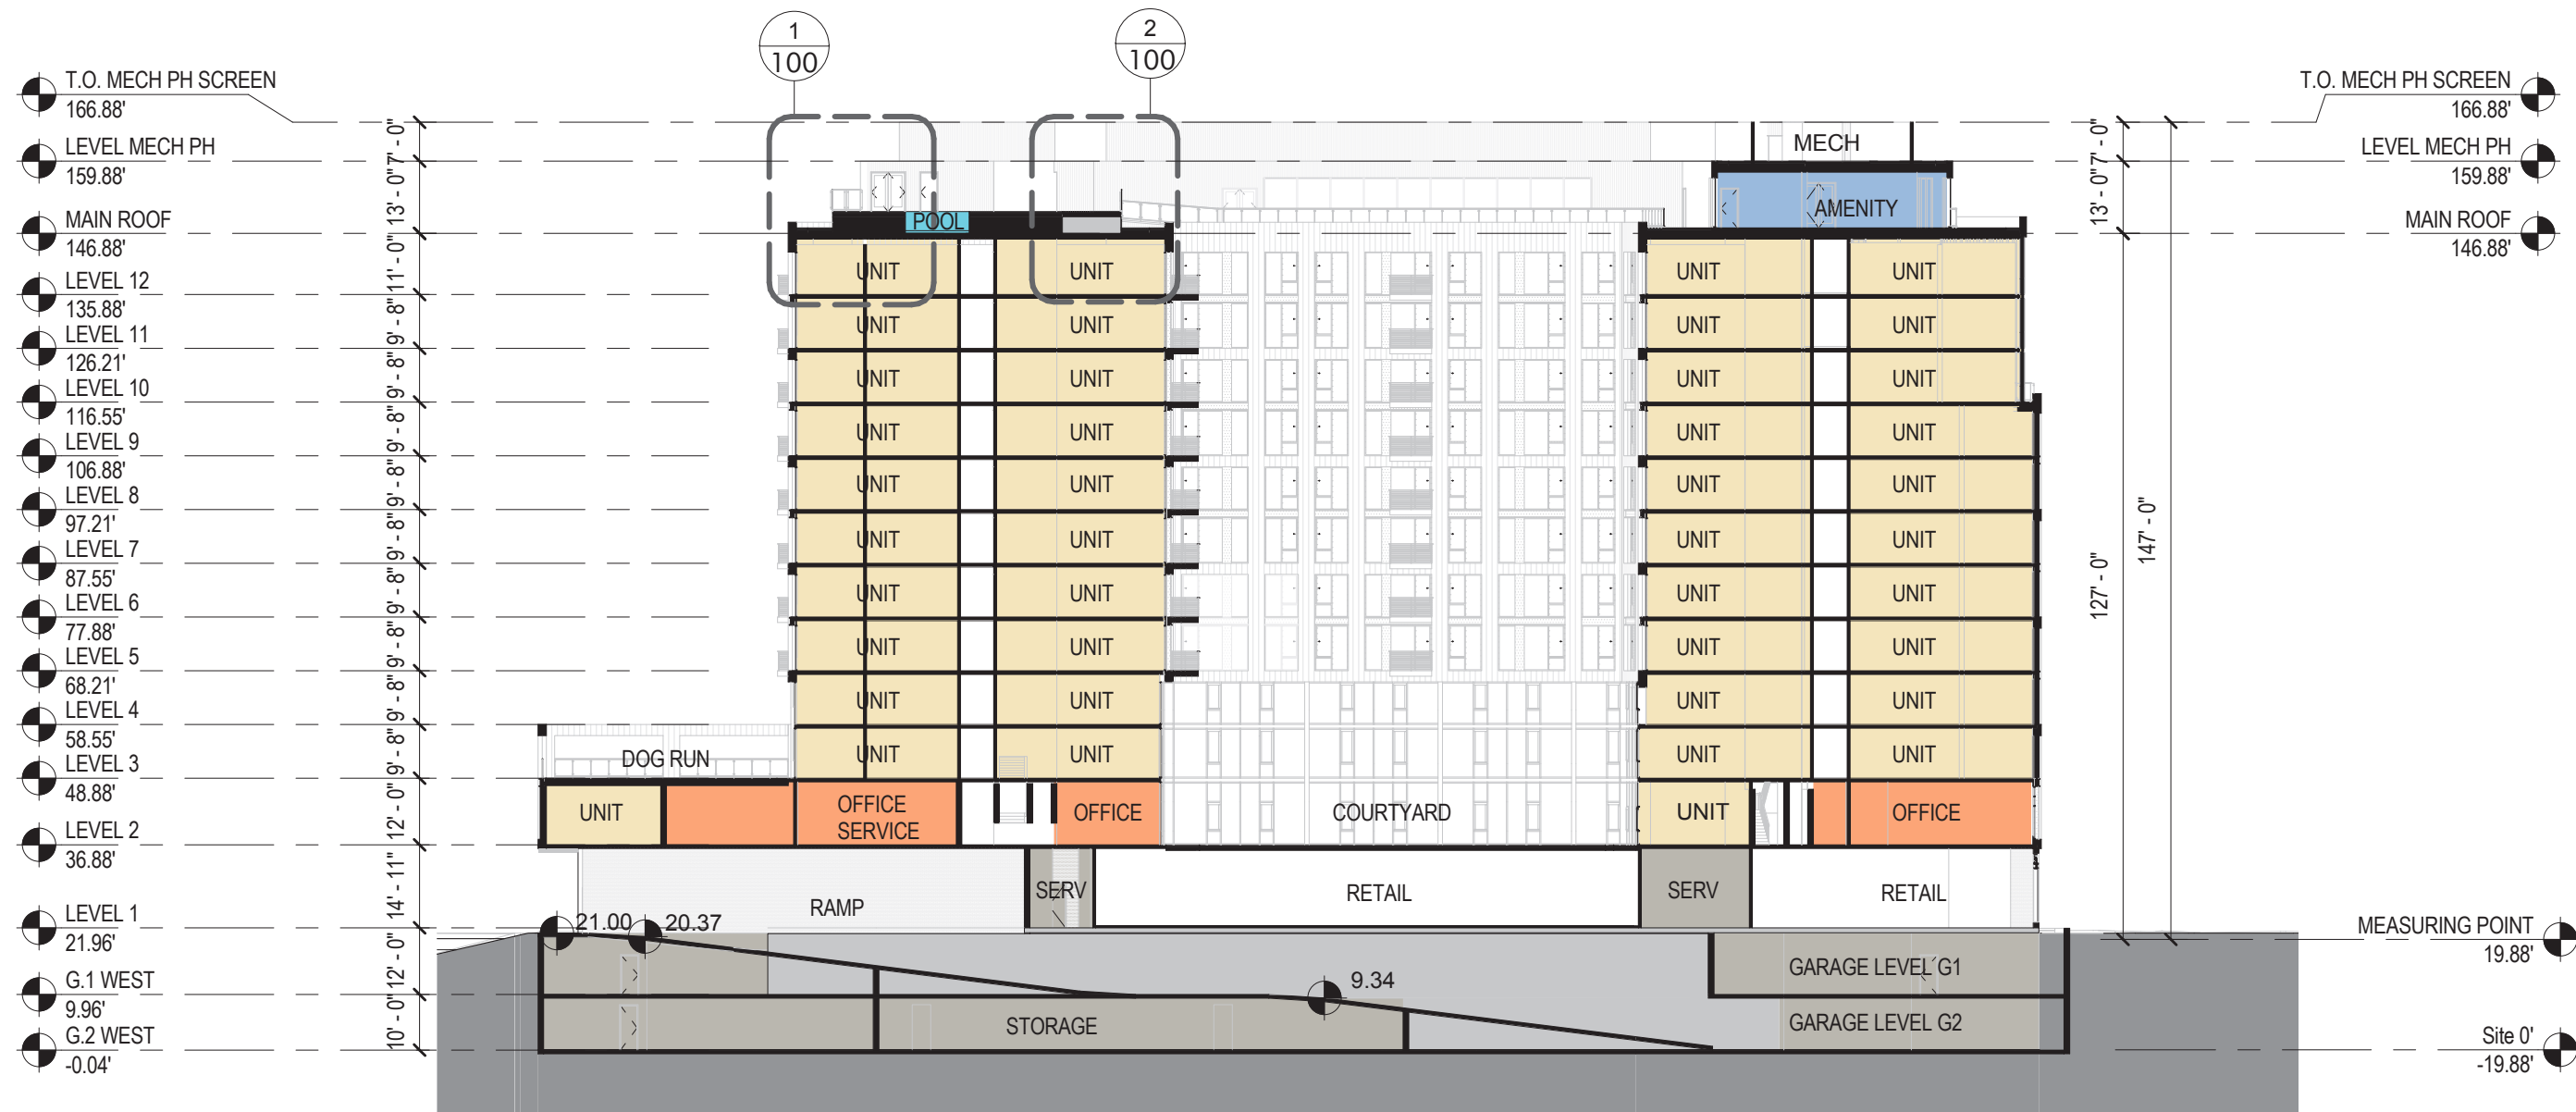 1
100
2
100
T.O. MECH PH SCREEN
166.88'
LEVEL MECH PH
159.88'
MAIN ROOF
146.88'
LEVEL 12
135.88'
LEVEL 11
126.21'
LEVEL 10
116.55'
LEVEL 9
106.88'
LEVEL 8
97.21'
LEVEL 7
87.55'
LEVEL 6
77.88'
LEVEL 5
68.21'
LEVEL 4
58.55'
LEVEL 3
48.88'
LEVEL 2
36.88'
LEVEL 1
21.96'
G.1 WEST
9.96'
G.2 WEST
-0.04'
7' - 0"
13' - 0"
11' - 0"
9' - 8"
9' - 8"
9' - 8"
9' - 8"
9' - 8"
9' - 8"
9' - 8"
9' - 8"
9' - 8"
12' - 0"
14' - 11"
12' - 0"
10' - 0"
MECH
POOL
AMENITY
UNIT UNIT UNIT UNIT
UNIT UNIT UNIT UNIT
UNIT UNIT UNIT UNIT
UNIT UNIT UNIT UNIT
UNIT UNIT UNIT UNIT
UNIT UNIT UNIT UNIT
UNIT UNIT UNIT UNIT
UNIT UNIT UNIT UNIT
UNIT UNIT UNIT UNIT
DOG RUN UNIT UNIT UNIT UNIT
UNIT
OFFICE
SERVICE
OFFICE
COURTYARD
UNIT
OFFICE
RAMP
SERV
RETAIL
SERV
RETAIL
21.00
20.37
9.34
STORAGE
GARAGE LEVEL G1
GARAGE LEVEL G2
T.O. MECH PH SCREEN
166.88'
LEVEL MECH PH
159.88'
MAIN ROOF
146.88'
7' - 0"
13' - 0"
127' - 0"
147' - 0"
MEASURING POINT
19.88'
Site 0'
-19.88'